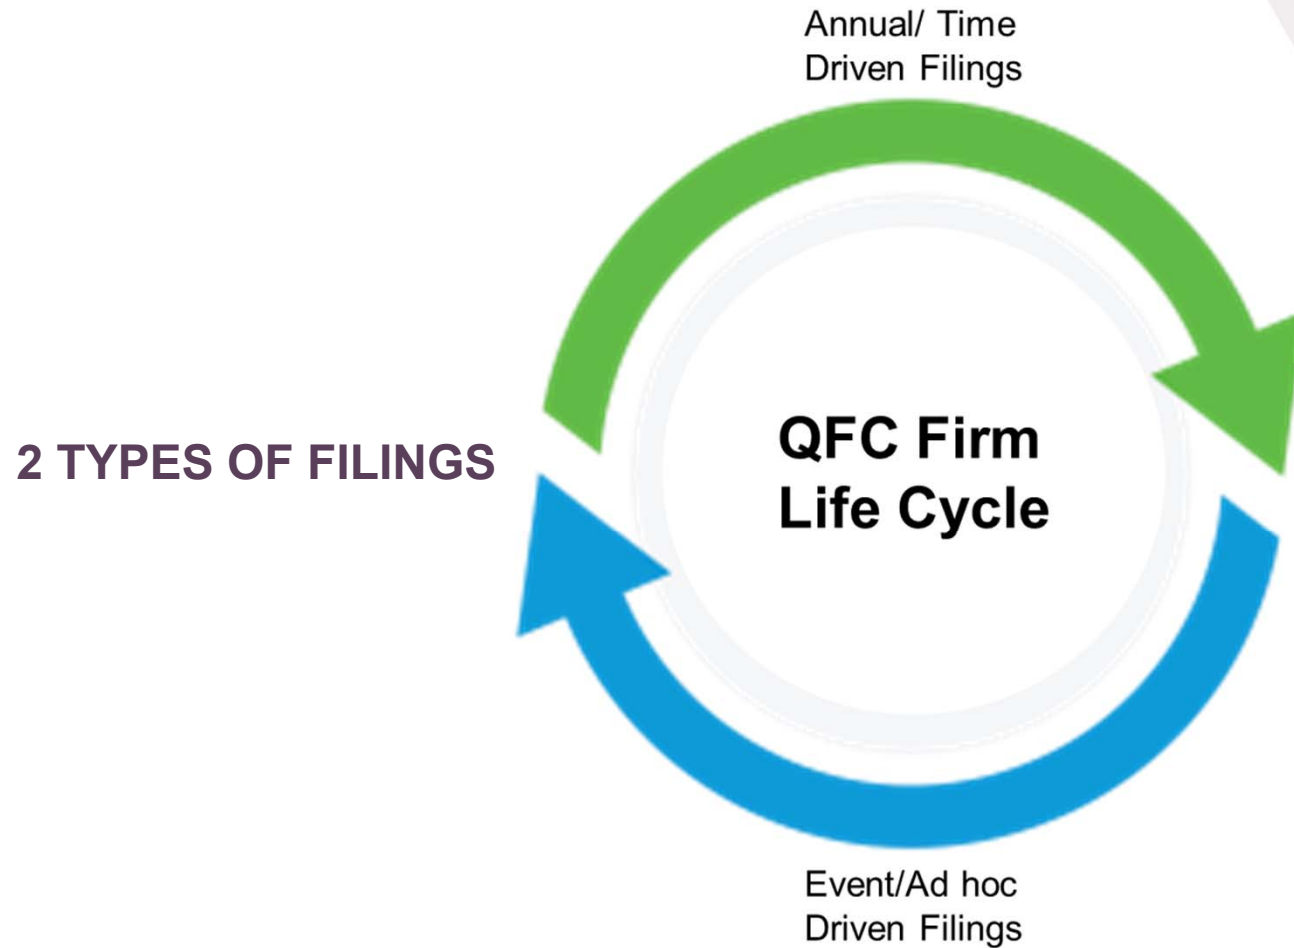 Annual/ Time
Driven Filings
2 TYPES OF FILINGS
QFC Firm
Life Cycle
Event/Ad hoc
Driven Filings